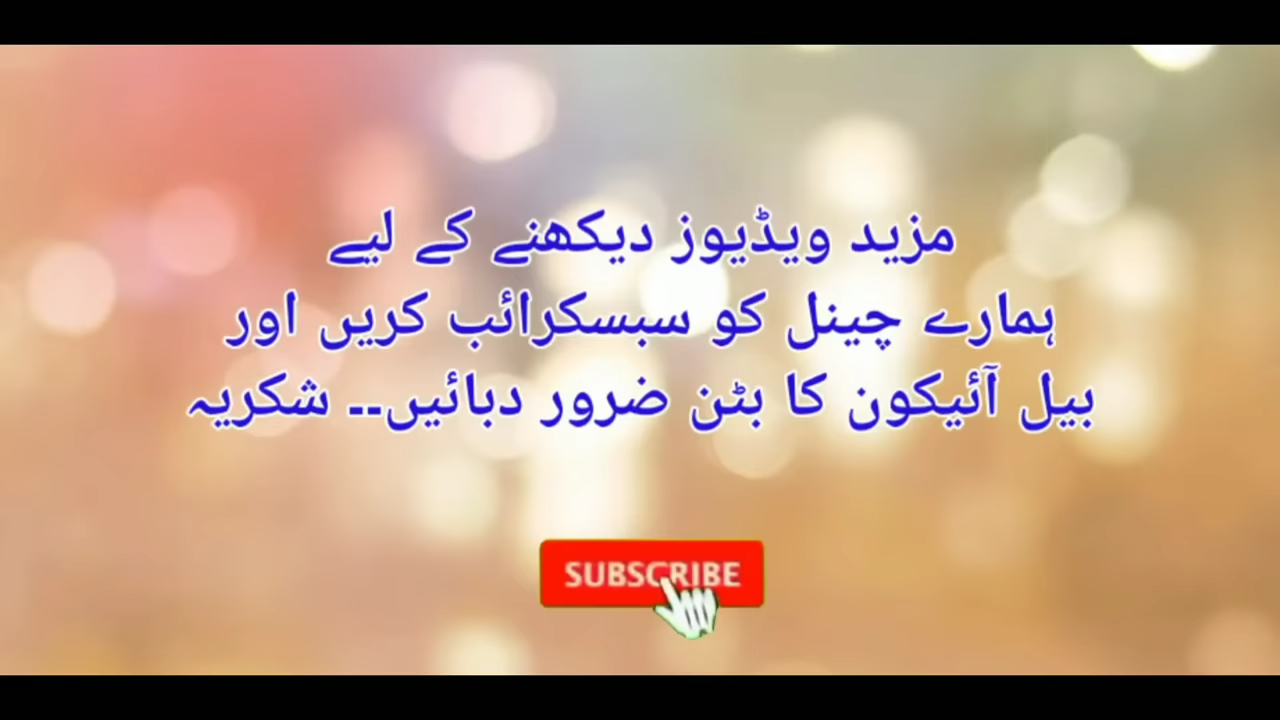 مزید ویڈیوز دیکھنے کے لیے
ہمارے چینل کو سبسکرائب کریں اور
بیل آئیکون کا بٹن ضرور دبائیں-- شکریہ
SUBSCRIBE